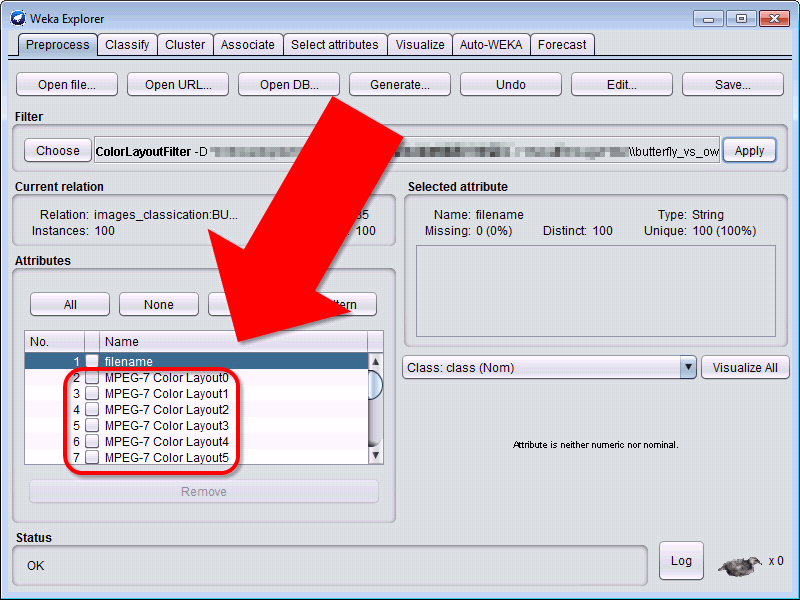 Weka Explorer
Preprocess Classify Cluster Associate Select attributes Visualize Auto-WEKA Forecast
Open file... Open URL... Open DB... Generate... Undo Edit... Save...
Filter
Choose ColorLayoutFilter -D \\butterfly_vs_ow Apply
Current relation
Relation: images_classication:BU...
Instances: 100 100
Selected attribute
Name: filename Type: String
Missing: 0 (0%) Distinct: 100 Unique: 100 (100%)
Attributes
All None
No. Name
1 filename
2 MPEG-7 Color Layout0
3 MPEG-7 Color Layout1
4 MPEG-7 Color Layout2
5 MPEG-7 Color Layout3
6 MPEG-7 Color Layout4
7 MPEG-7 Color Layout5
Remove
Class: class (Nom) Visualize All
Attribute is neither numeric nor nominal.
Status
OK
Log x 0